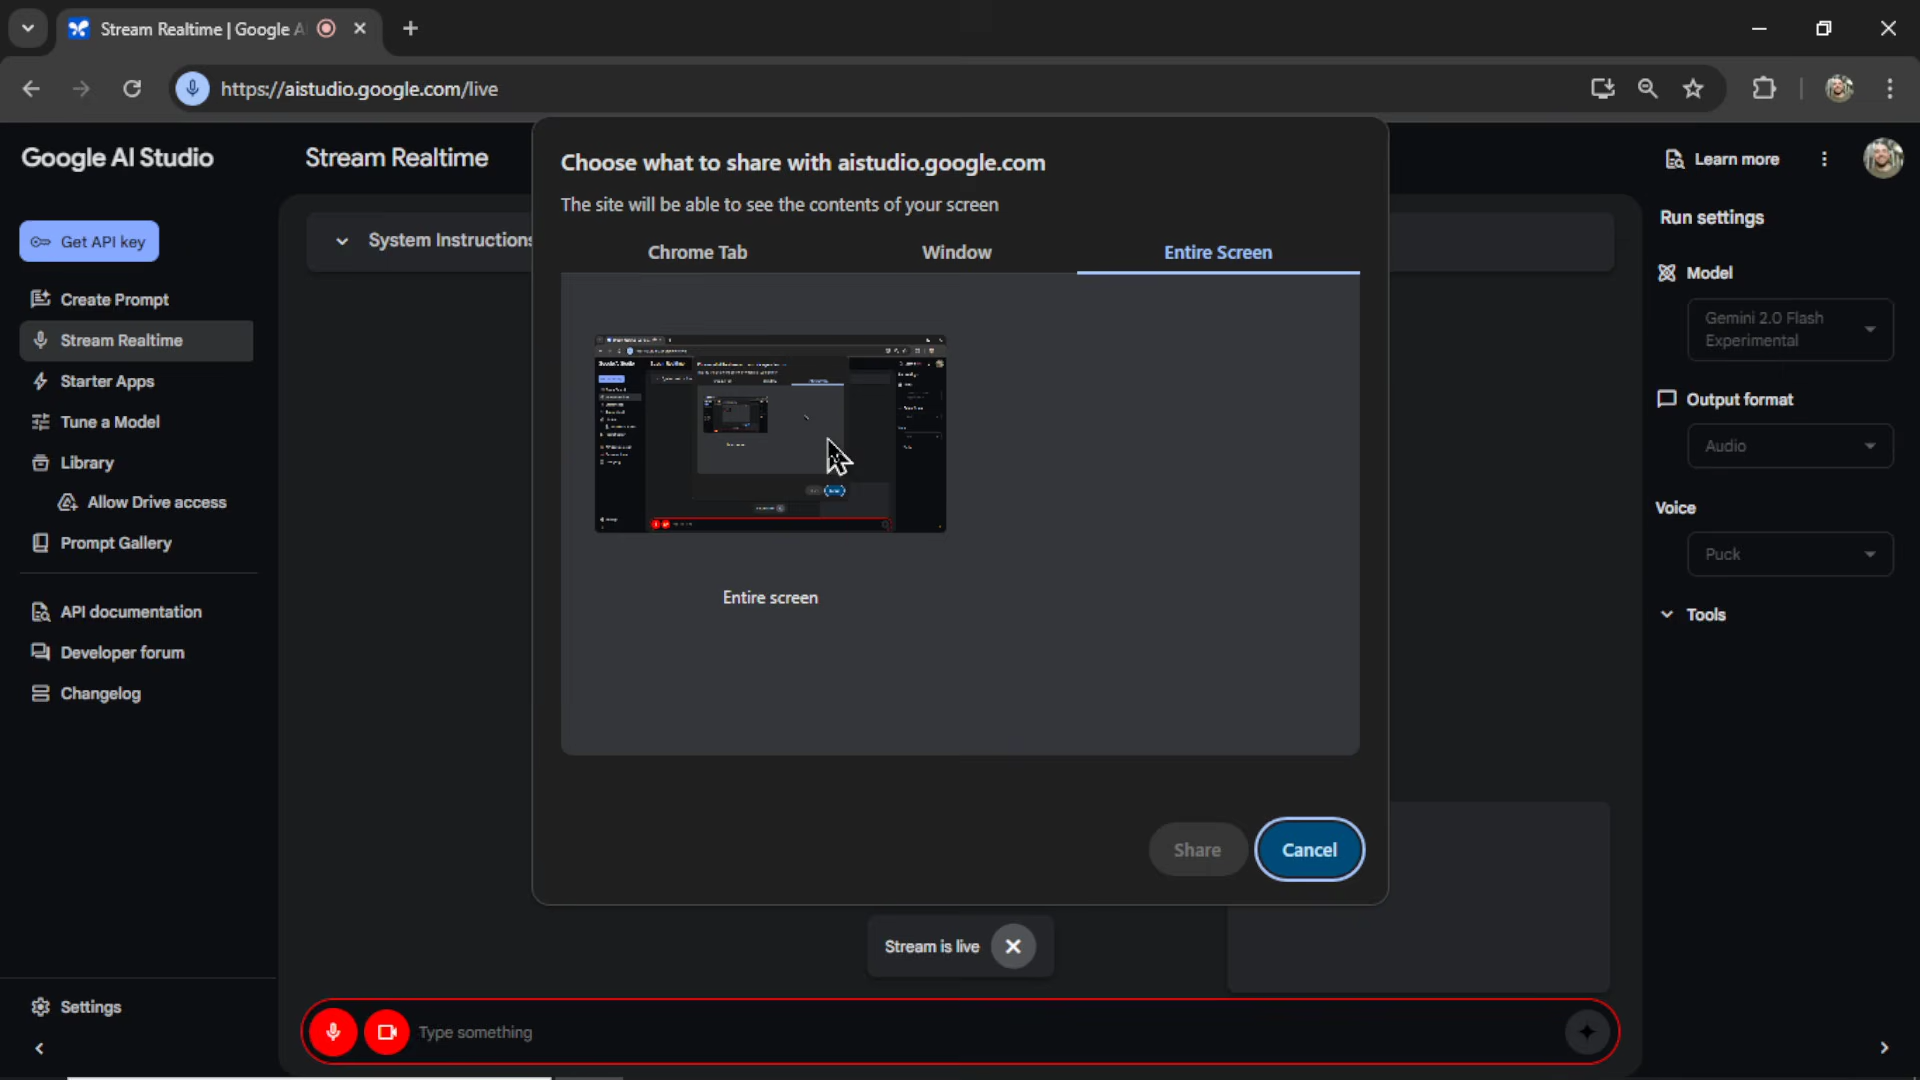 Stream Realtime | Google A
https://aistudio.google.com/live
Google AI Studio
Stream Realtime
Learn more
Get API key
Create Prompt
Stream Realtime
Starter Apps
Tune a Model
Library
Allow Drive access
Prompt Gallery
API documentation
Developer forum
Changelog
Settings
System Instructions
Choose what to share with aistudio.google.com
The site will be able to see the contents of your screen
Chrome Tab
Window
Entire Screen
Entire screen
Share
Cancel
Stream is live
Type something
Run settings
Model
Gemini 2.0 Flash
Experimental
Output format
Audio
Voice
Puck
Tools